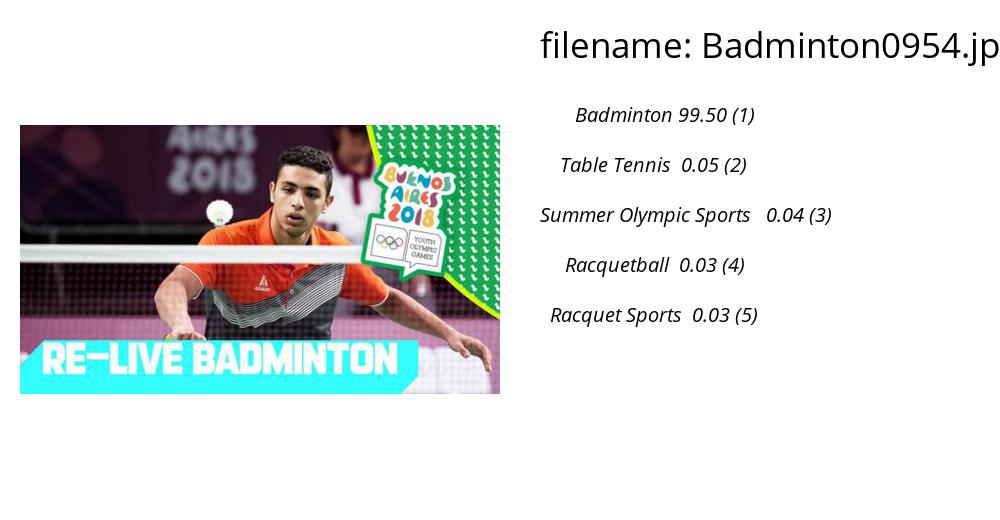 filename: Badminton0954.jp
Badminton 99.50 (1)
Table Tennis 0.05 (2)
Summer Olympic Sports 0.04 (3)
Racquetball 0.03 (4)
Racquet Sports 0.03 (5)
AIRES
2018
BUENOS
AIRES
2018
YOUTH
OLYMPIC
GAMES
RE-LIVE BADMINTON